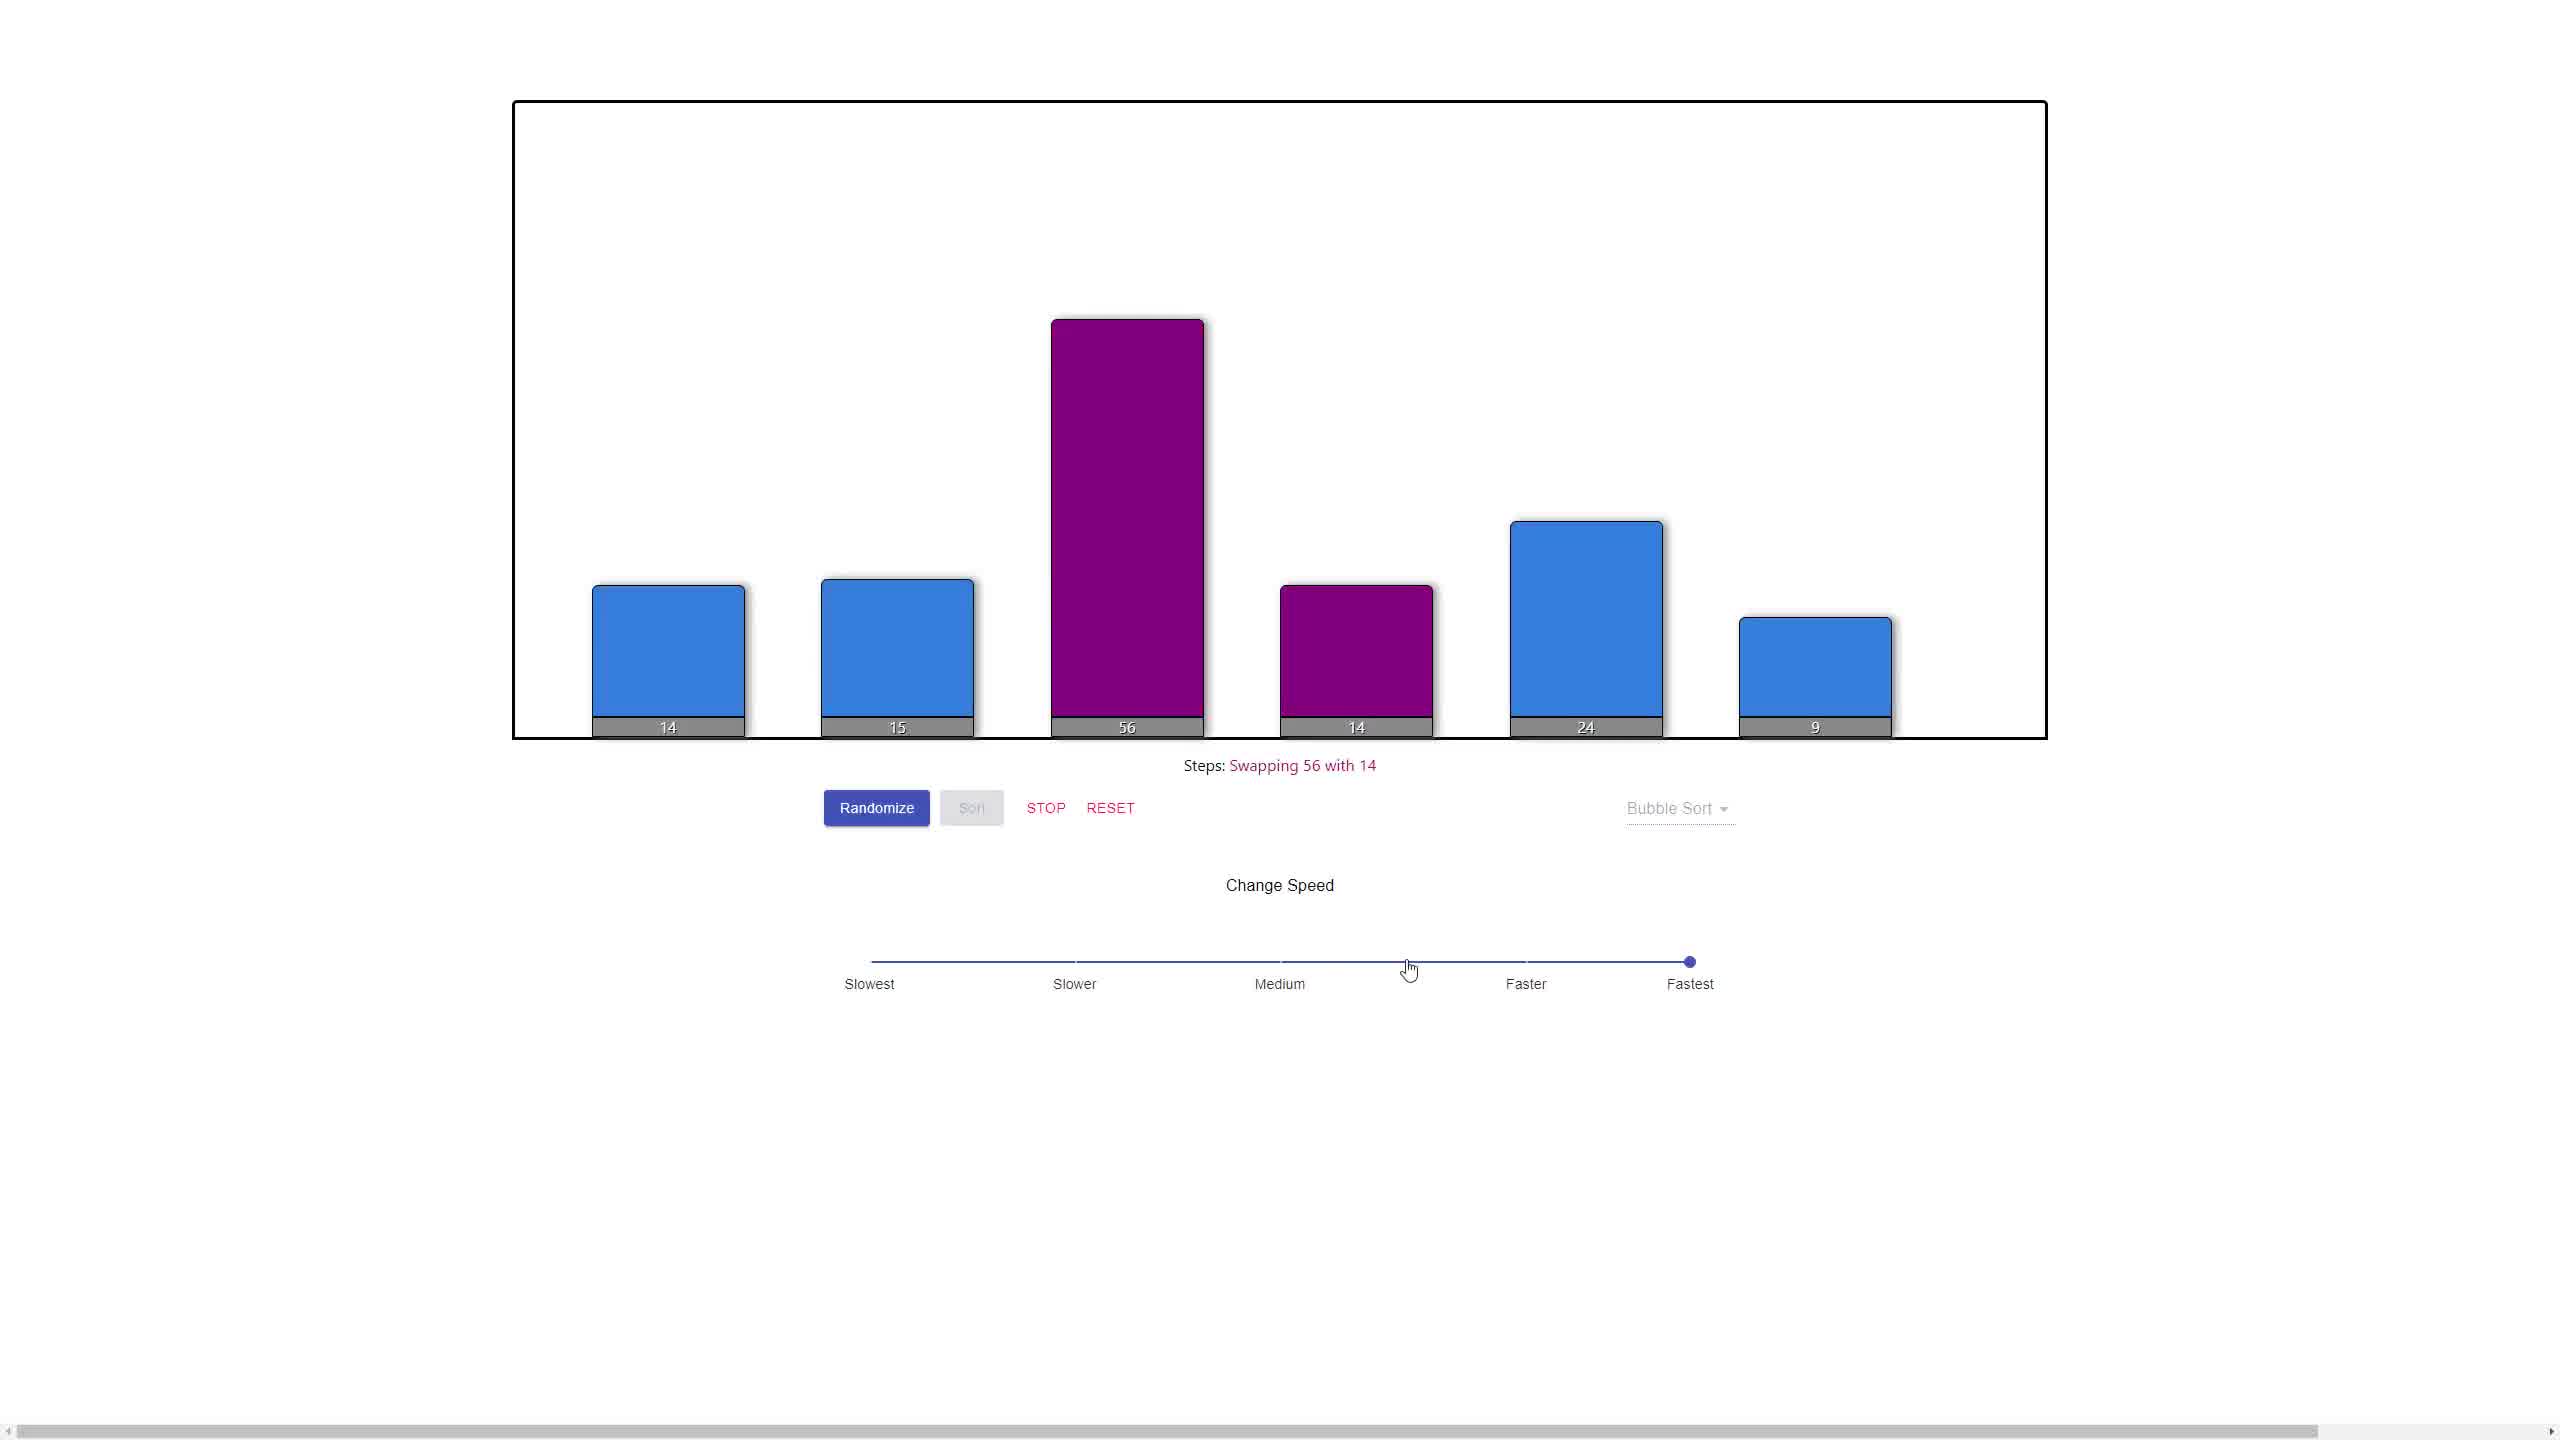 14 15 56 14 24 9
Steps: Swapping 56 with 14
Randomize Sort STOP RESET Bubble Sort
Change Speed
Slowest Slower Medium Faster Fastest